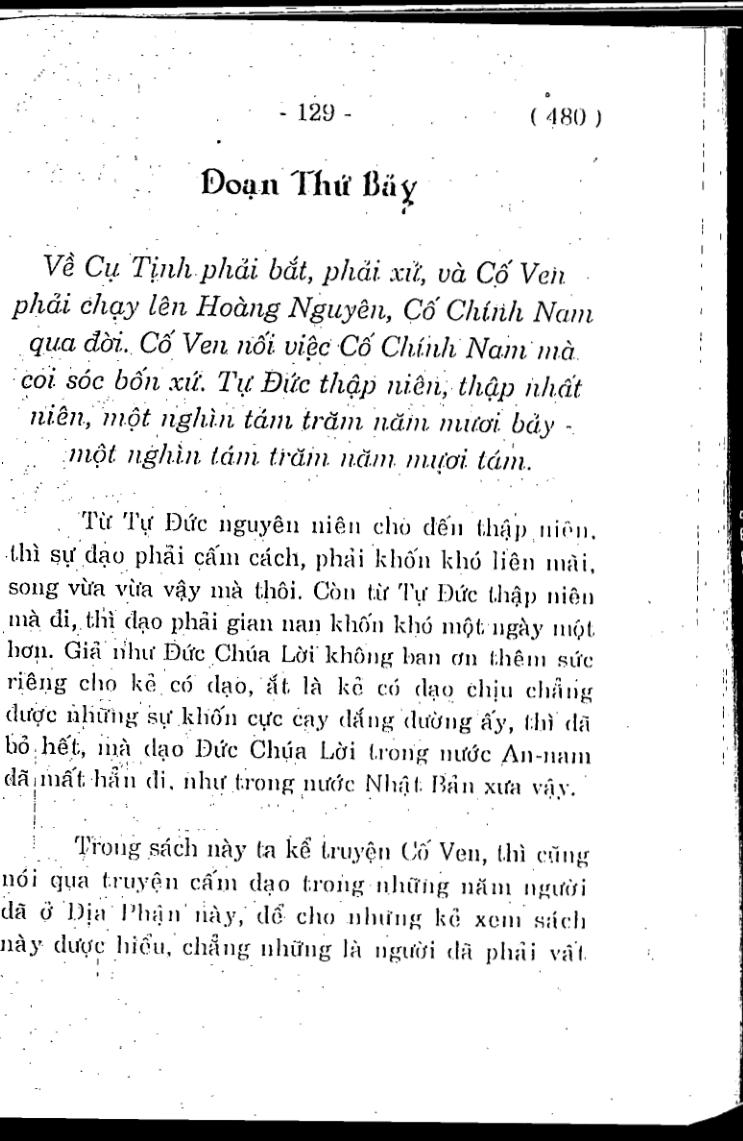 - 129 -
( 480 )
Đoạn Thứ Bảy
Về Cụ Tịnh phải bắt, phải xử, và Cố Ven
phải chạy lên Hoàng Nguyên, Cố Chính Nam
qua đời. Cố Ven nối việc Cố Chính Nam mà
coi sóc bốn xứ. Tự Đức thập niên, thập nhất
niên, một nghìn tám trăm năm mươi bảy -
một nghìn tám trăm năm mươi tám.
Từ Tự Đức nguyên niên cho đến thập niên,
thì sự đạo phải cấm cách, phải khốn khó liên mãi,
song vừa vừa vậy mà thôi. Còn từ Tự Đức thập niên
mà đi, thì đạo phải gian nan khốn khó một ngày một
hơn. Giả như Đức Chúa Lời không ban ơn thêm sức
riêng cho kẻ có đạo, ắt là kẻ có đạo chịu chẳng
được những sự khốn cực cay đắng dường ấy, thì đã
bỏ hết, mà đạo Đức Chúa Lời trong nước An-nam
đã mất hẳn đi, như trong nước Nhật Bản xưa vậy.
Trong sách này ta kể truyện Cố Ven, thì cũng
nói qua truyện cấm đạo trong những năm người
đã ở Địa Phận này, để cho những kẻ xem sách
này được hiểu, chẳng những là người đã phải vất